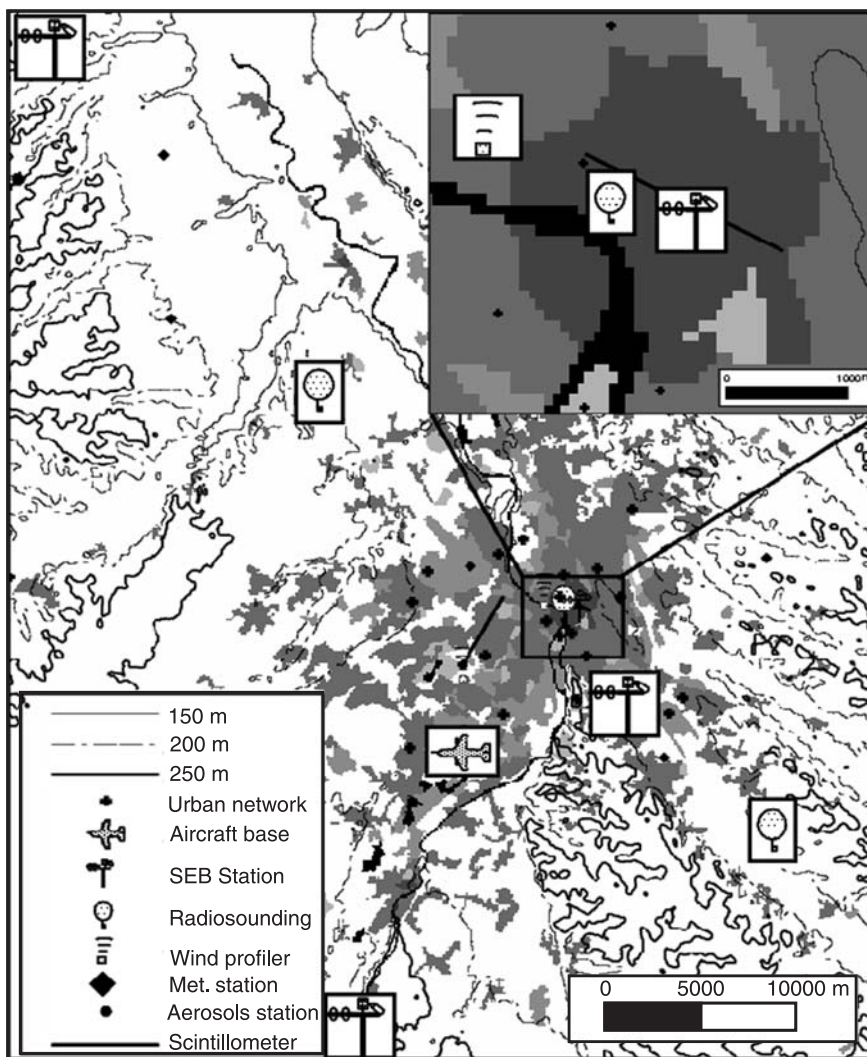 0 1000 m
150 m
200 m
250 m
Urban network
Aircraft base
SEB Station
Radiosounding
Wind profiler
Met. station
Aerosols station
Scintillometer
0 5000 10000 m